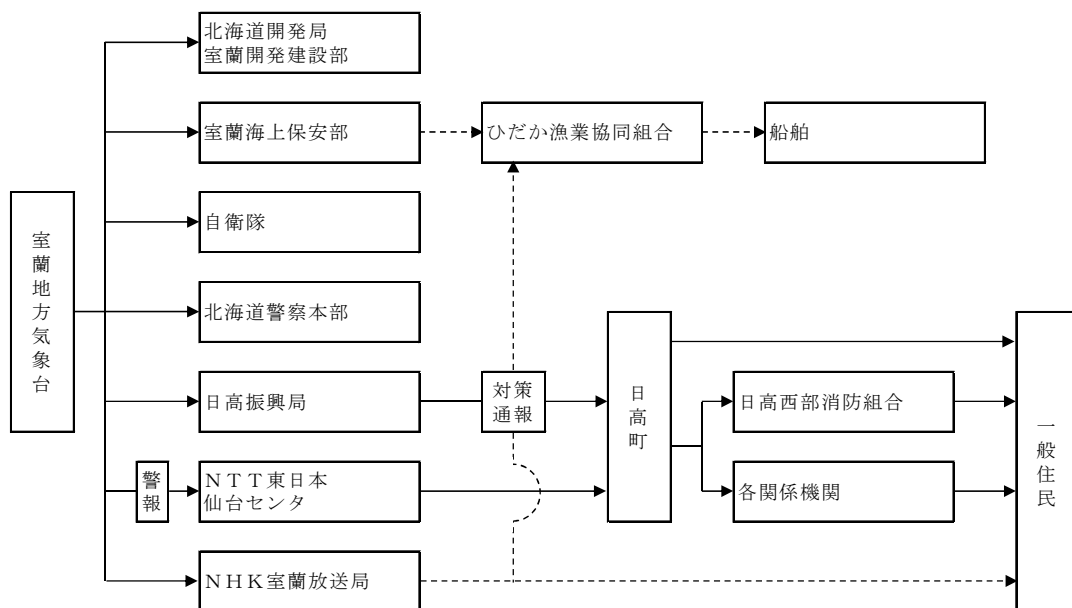 北海道開発局
室蘭開発建設部
室蘭海上保安部
ひだか漁業協同組合
船舶
室蘭地方気象台
自衛隊
北海道警察本部
日高振興局
対策
通報
日高町
日高西部消防組合
一般住民
警報
ＮＴＴ東日本
仙台センタ
各関係機関
ＮＨＫ室蘭放送局